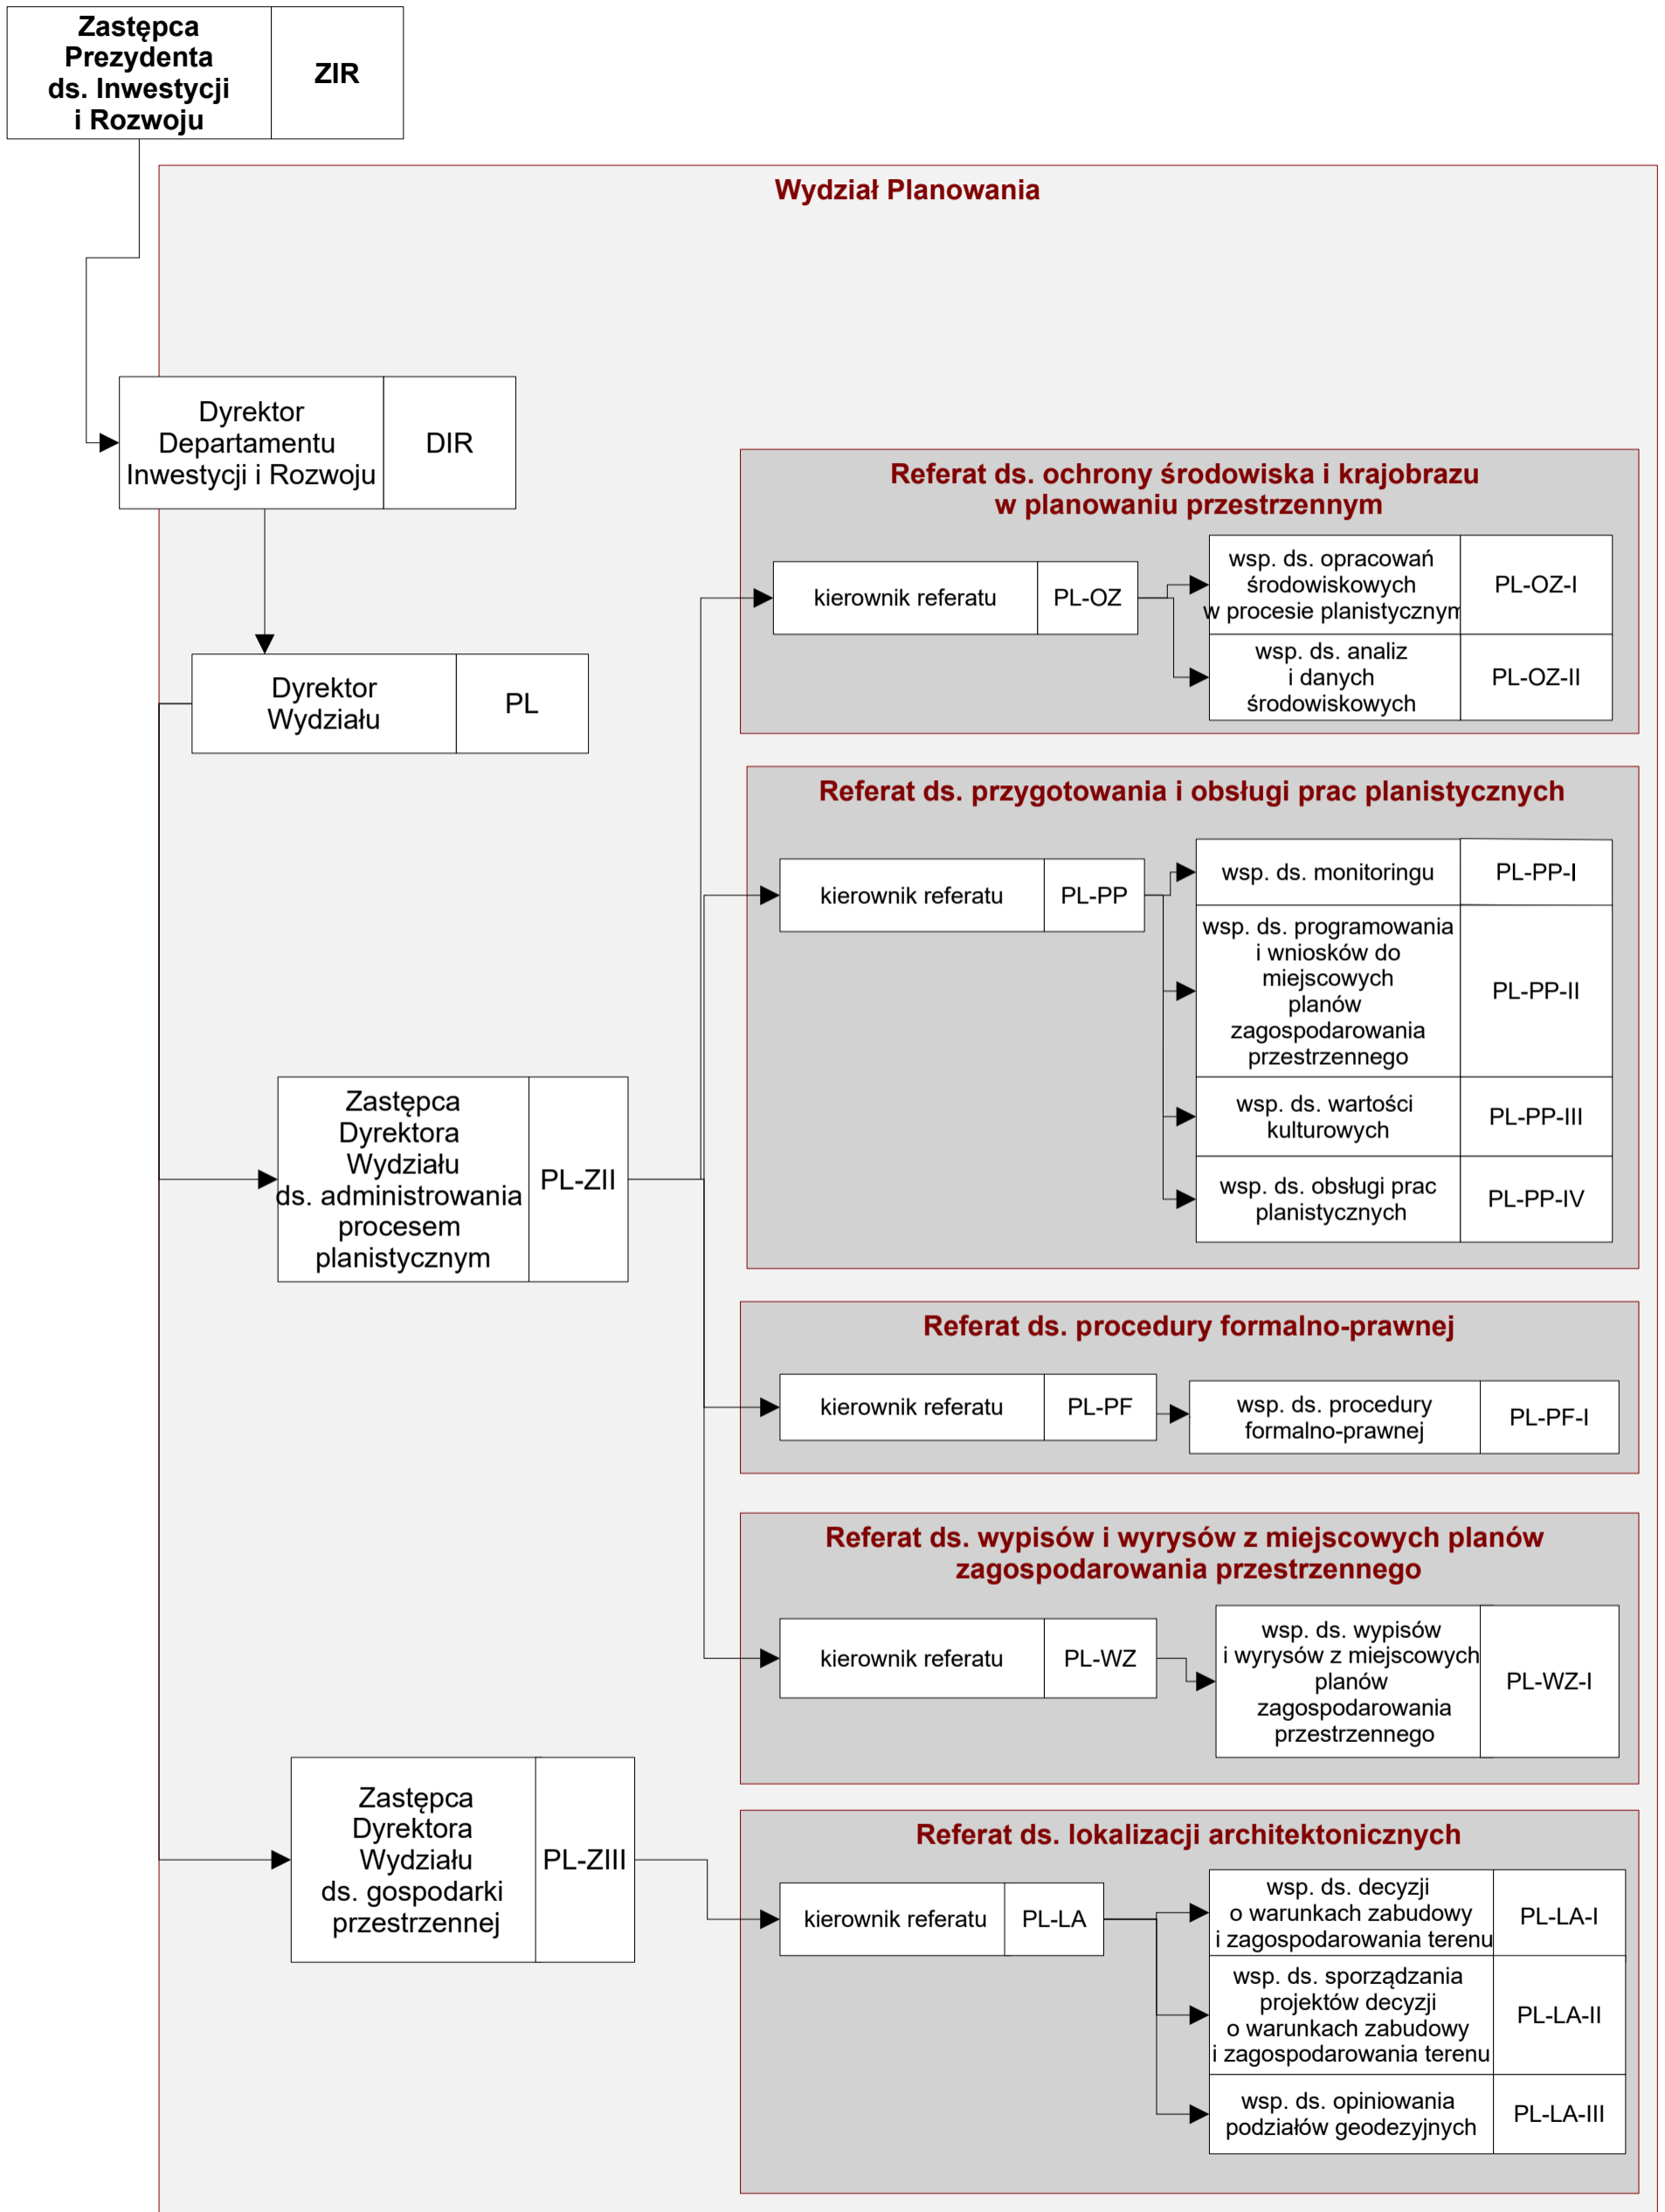 Zastępca
Prezydenta
ds. Inwestycji
i Rozwoju
ZIR
Wydział Planowania
Dyrektor
Departamentu
Inwestycji i Rozwoju
DIR
Dyrektor
Wydziału
PL
Referat ds. ochrony środowiska i krajobrazu
w planowaniu przestrzennym
kierownik referatu
PL-OZ
wsp. ds. opracowań
środowiskowych
w procesie planistycznym
PL-OZ-I
wsp. ds. analiz
i danych
środowiskowych
PL-OZ-II
Referat ds. przygotowania i obsługi prac planistycznych
kierownik referatu
PL-PP
wsp. ds. monitoringu
PL-PP-I
wsp. ds. programowania
i wniosków do
miejscowych
planów
zagospodarowania
przestrzennego
PL-PP-II
wsp. ds. wartości
kulturowych
PL-PP-III
wsp. ds. obsługi prac
planistycznych
PL-PP-IV
Zastępca
Dyrektora
Wydziału
ds. administrowania
procesem
planistycznym
PL-ZII
Referat ds. procedury formalno-prawnej
kierownik referatu
PL-PF
wsp. ds. procedury
formalno-prawnej
PL-PF-I
Referat ds. wypisów i wyrysów z miejscowych planów
zagospodarowania przestrzennego
kierownik referatu
PL-WZ
wsp. ds. wypisów
i wyrysów z miejscowych
planów
zagospodarowania
przestrzennego
PL-WZ-I
Zastępca
Dyrektora
Wydziału
ds. gospodarki
przestrzennej
PL-ZIII
Referat ds. lokalizacji architektonicznych
kierownik referatu
PL-LA
wsp. ds. decyzji
o warunkach zabudowy
i zagospodarowania terenu
PL-LA-I
wsp. ds. sporządzania
projektów decyzji
o warunkach zabudowy
i zagospodarowania terenu
PL-LA-II
wsp. ds. opiniowania
podziałów geodezyjnych
PL-LA-III